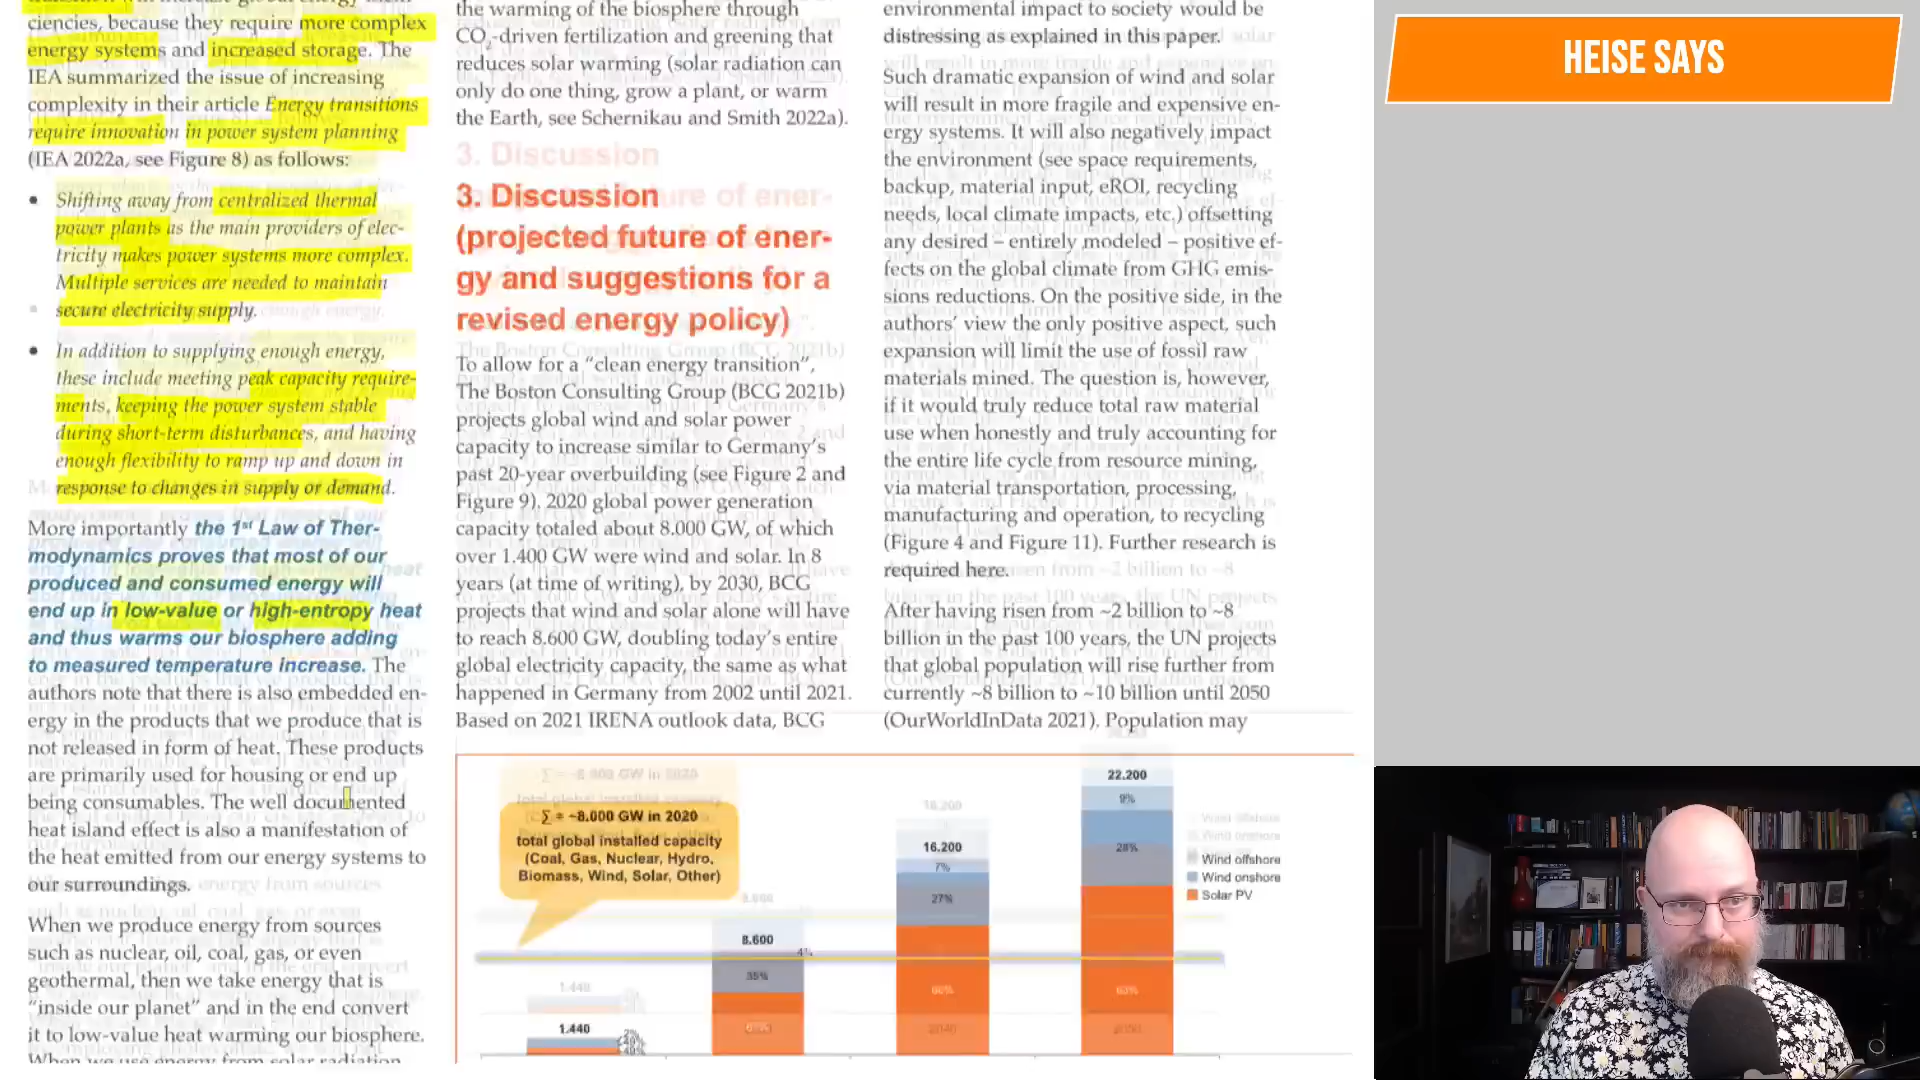 ciencies, because they require more complex
energy systems and increased storage. The
IEA summarized the issue of increasing
complexity in their article Energy transitions
require innovation in power system planning
(IEA 2022a, see Figure 8) as follows:
• Shifting away from centralized thermal
power plants as the main providers of elec-
tricity makes power systems more complex.
Multiple services are needed to maintain
secure electricity supply.
• In addition to supplying enough energy,
these include meeting peak capacity require-
ments, keeping the power system stable
during short-term disturbances, and having
enough flexibility to ramp up and down in
response to changes in supply or demand.
More importantly the 1st Law of Ther-
modynamics proves that most of our
produced and consumed energy will
end up in low-value or high-entropy heat
and thus warms our biosphere adding
to measured temperature increase. The
authors note that there is also embedded en-
ergy in the products that we produce that is
not released in form of heat. These products
are primarily used for housing or end up
being consumables. The well documented
heat island effect is also a manifestation of
the heat emitted from our energy systems to
our surroundings.
When we produce energy from sources
such as nuclear, oil, coal, gas, or even
geothermal, then we take energy that is
“inside our planet” and in the end convert
it to low-value heat warming our biosphere.
When we use energy from solar radiation
the warming of the biosphere through
CO2-driven fertilization and greening that
reduces solar warming (solar radiation can
only do one thing, grow a plant, or warm
the Earth, see Schernikau and Smith 2022a).
3. Discussion
3. Discussion
(projected future of ener-
gy and suggestions for a
revised energy policy)
To allow for a “clean energy transition”,
The Boston Consulting Group (BCG 2021b)
projects global wind and solar power
capacity to increase similar to Germany’s
past 20-year overbuilding (see Figure 2 and
Figure 9). 2020 global power generation
capacity totaled about 8.000 GW, of which
over 1.400 GW were wind and solar. In 8
years (at time of writing), by 2030, BCG
projects that wind and solar alone will have
to reach 8.600 GW, doubling today’s entire
global electricity capacity, the same as what
happened in Germany from 2002 until 2021.
Based on 2021 IRENA outlook data, BCG
environmental impact to society would be
distressing as explained in this paper.
Such dramatic expansion of wind and solar
will result in more fragile and expensive en-
ergy systems. It will also negatively impact
the environment (see space requirements,
backup, material input, eROI, recycling
needs, local climate impacts, etc.) offsetting
any desired – entirely modeled – positive ef-
fects on the global climate from GHG emis-
sions reductions. On the positive side, in the
authors’ view the only positive aspect, such
expansion will limit the use of fossil raw
materials mined. The question is, however,
if it would truly reduce total raw material
use when honestly and truly accounting for
the entire life cycle from resource mining,
via material transportation, processing,
manufacturing and operation, to recycling
(Figure 4 and Figure 11). Further research is
required here.
After having risen from ~2 billion to ~8
billion in the past 100 years, the UN projects
that global population will rise further from
currently ~8 billion to ~10 billion until 2050
(OurWorldInData 2021). Population may
∑ = ~8.000 GW in 2020
total global installed capacity
(Coal, Gas, Nuclear, Hydro,
Biomass, Wind, Solar, Other)
1.440
8.600
4%
35%
16.200
7%
27%
22.200
9%
28%
Wind offshore
Wind onshore
Solar PV
HEISE SAYS